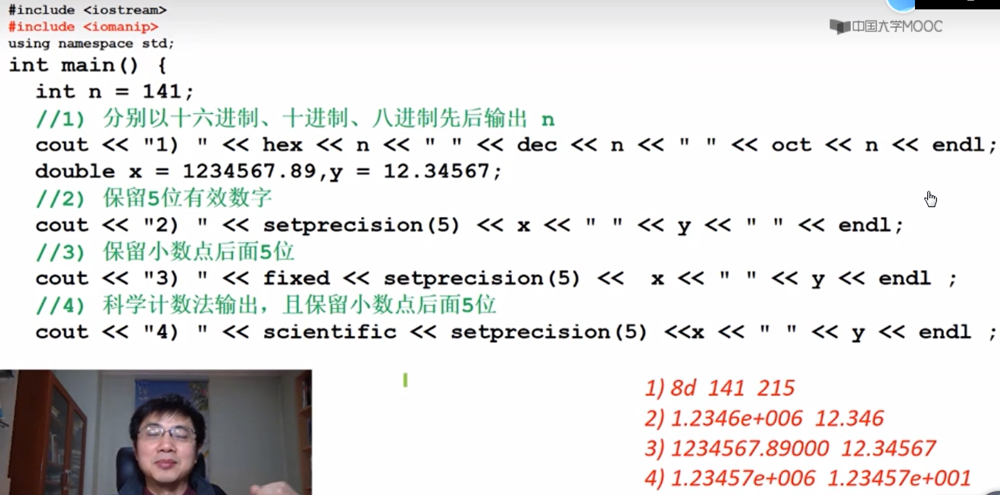 #include <iostream>
#include <iomanip>
中国大学MOOC
using namespace std;
int main() {
int n = 141;
//1) 分别以十六进制、十进制、八进制先后输出 n
cout << "1) " << hex << n << " " << dec << n << " " << oct << n << endl;
double x = 1234567.89,y = 12.34567;
//2) 保留5位有效数字
cout << "2) " << setprecision(5) << x << " " << y << " " << endl;
//3) 保留小数点后面5位
cout << "3) " << fixed << setprecision(5) << x << " " << y << endl ;
//4) 科学计数法输出，且保留小数点后面5位
cout << "4) " << scientific << setprecision(5) <<x << " " << y << endl ;
1) 8d 141 215
2) 1.2346e+006 12.346
3) 1234567.89000 12.34567
4) 1.23457e+006 1.23457e+001